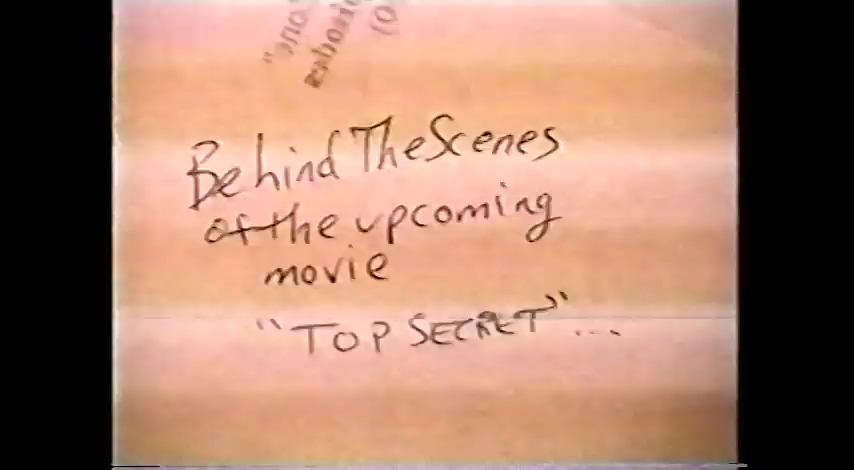 Behind The Scenes
of the upcoming
movie
"TOP SECRET"...